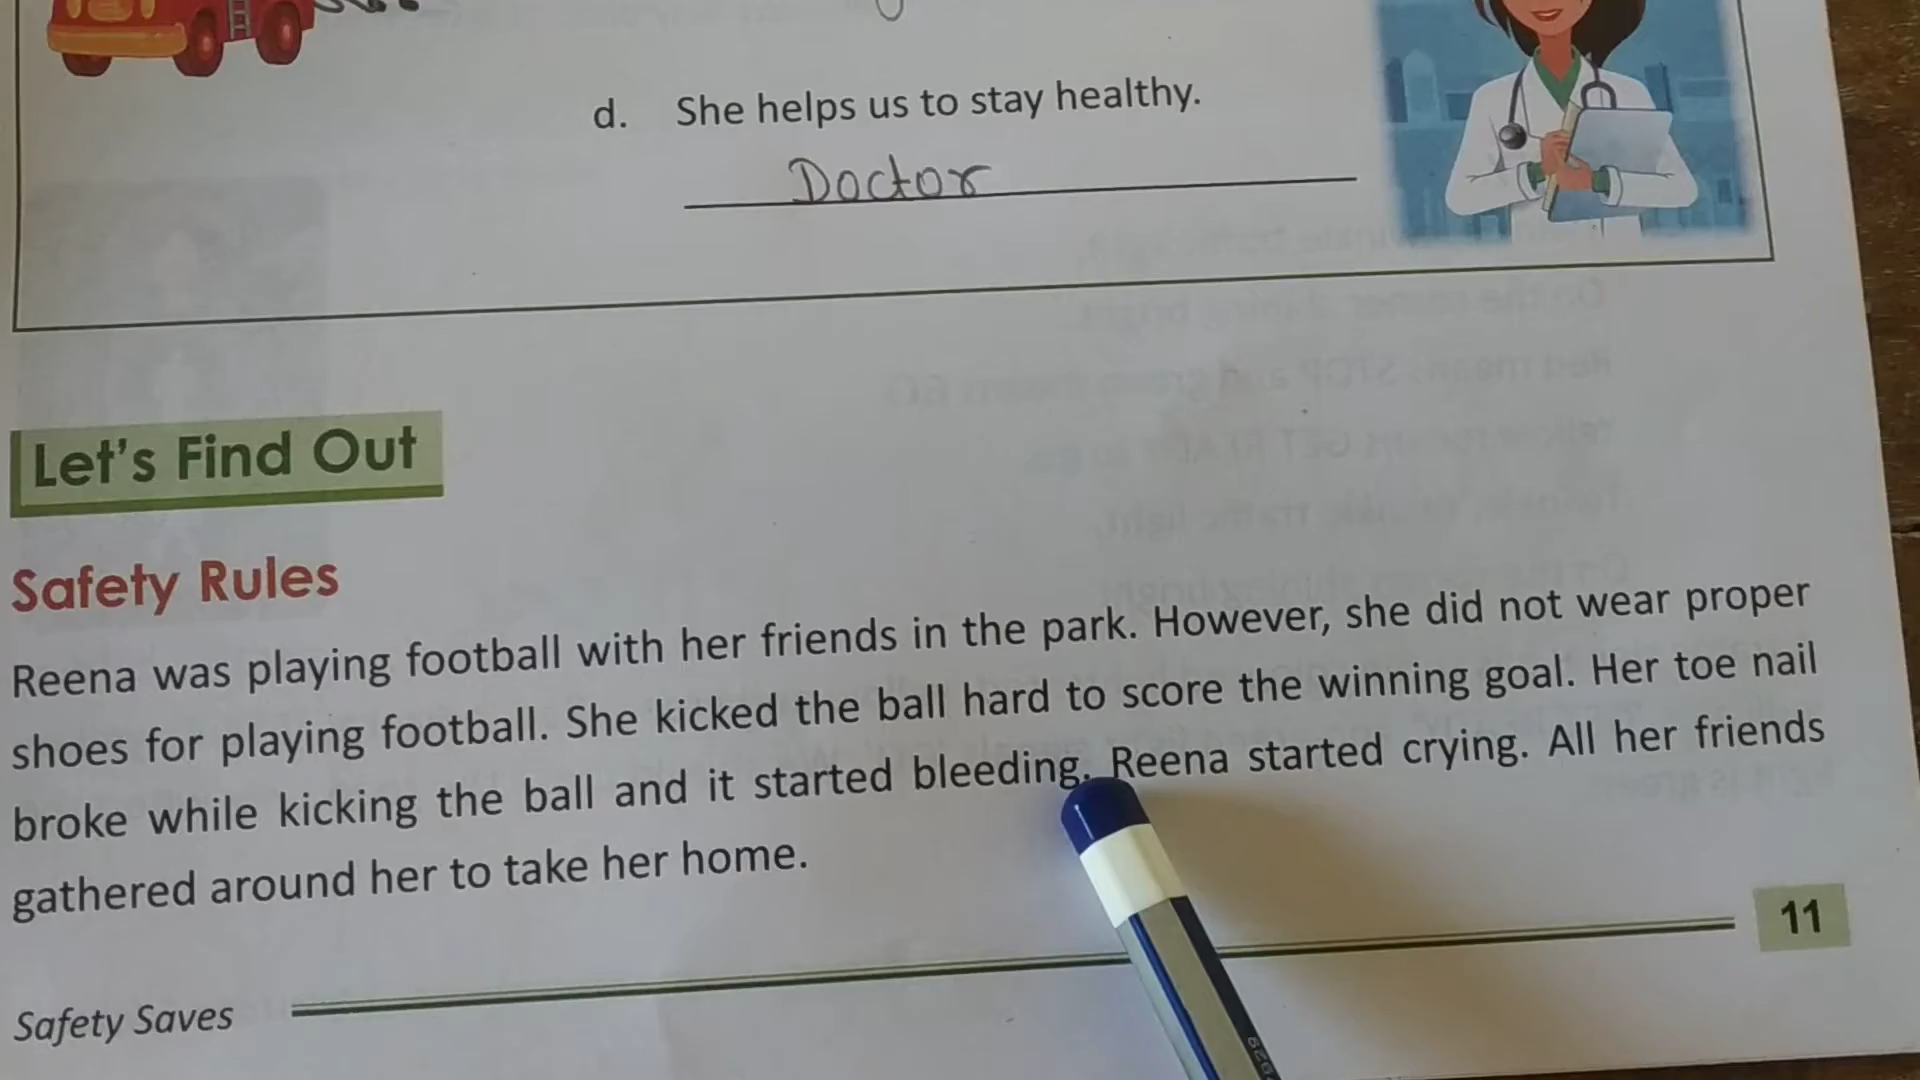 d. She helps us to stay healthy.
Doctor
Let's Find Out
Safety Rules
Reena was playing football with her friends in the park. However, she did not wear proper
shoes for playing football. She kicked the ball hard to score the winning goal. Her toe nail
broke while kicking the ball and it started bleeding. Reena started crying. All her friends
gathered around her to take her home.
11
Safety Saves